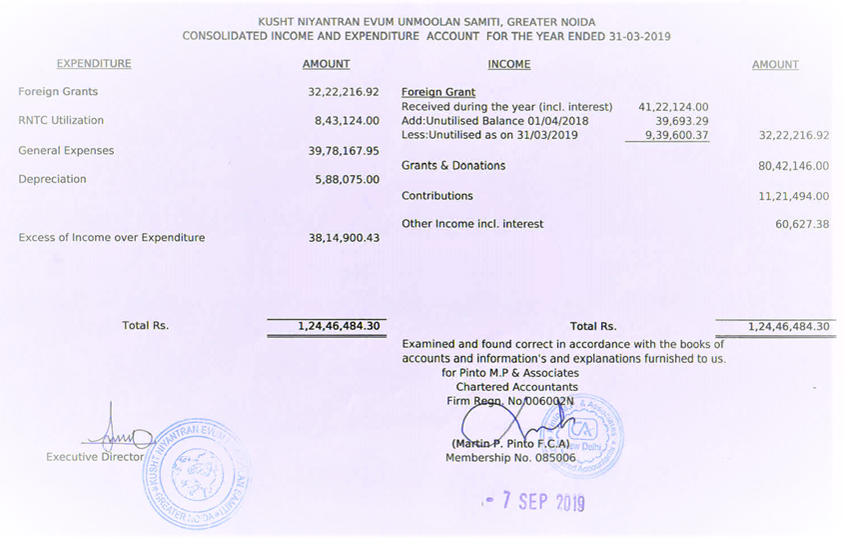 KUSHT NIYANTRAN EVUM UNMOOLAN SAMITI, GREATER NOIDA
CONSOLIDATED INCOME AND EXPENDITURE ACCOUNT FOR THE YEAR ENDED 31-03-2019
EXPENDITURE AMOUNT INCOME AMOUNT
Foreign Grants 32,22,216.92 Foreign Grant
Received during the year (incl. interest) 41,22,124.00
RNTC Utilization 8,43,124.00 Add:Unutilised Balance 01/04/2018 39,693.29
Less:Unutilised as on 31/03/2019 9,39,600.37 32,22,216.92
General Expenses 39,78,167.95
Grants & Donations 80,42,146.00
Depreciation 5,88,075.00
Contributions 11,21,494.00
Other Income incl. interest 60,627.38
Excess of Income over Expenditure 38,14,900.43
Total Rs. 1,24,46,484.30 Total Rs. 1,24,46,484.30
Examined and found correct in accordance with the books of
accounts and information's and explanations furnished to us.
for Pinto M.P & Associates
Chartered Accountants
Firm Regn. No/006002N
(Martin P. Pinto F.C.A)
Membership No. 085006
Executive Director
KUSHT NIYANTRAN EVUM
SAMITI
GREATER NOIDA
& Associates
CA
New Delhi
Chartered Accountants
- 7 SEP 2019